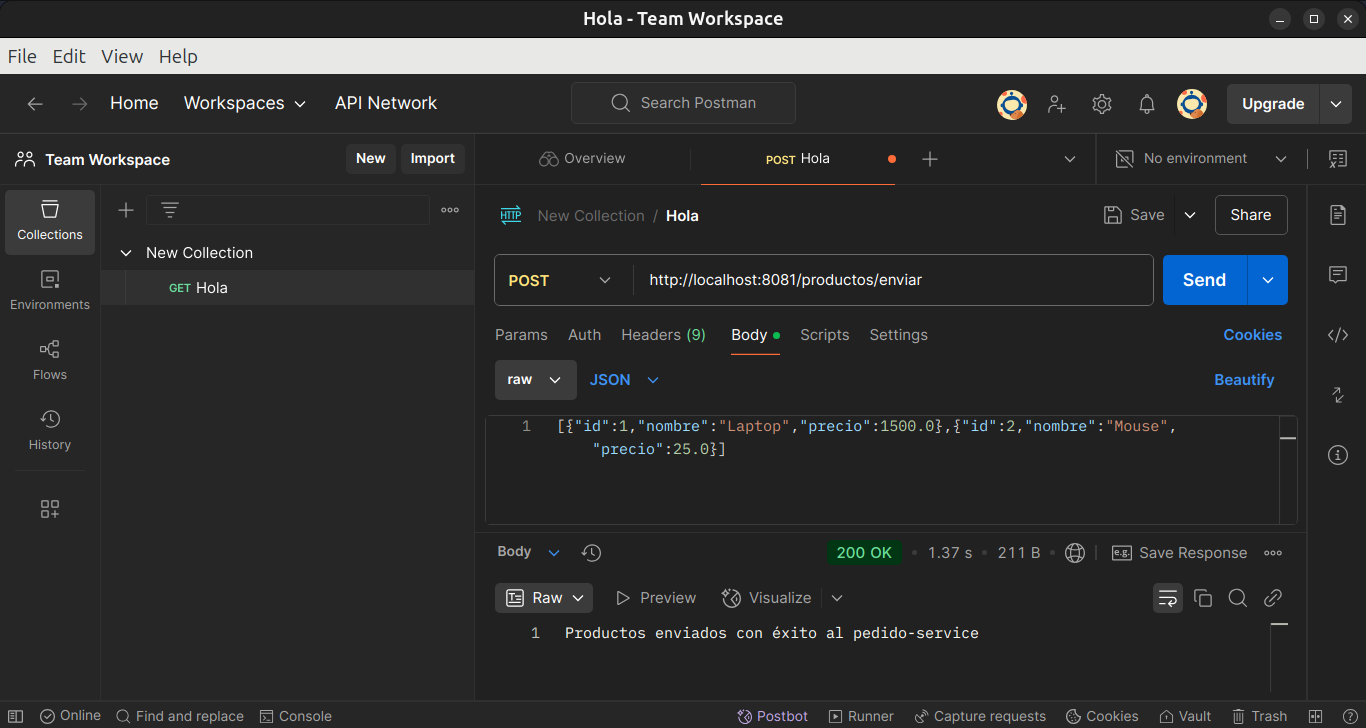 Hola - Team Workspace
File Edit View Help
Home Workspaces API Network Search Postman Upgrade
Team Workspace New Import Overview POST Hola No environment
Collections
Environments
Flows
History
New Collection
GET Hola
HTTP New Collection / Hola Save Share
POST http://localhost:8081/productos/enviar Send
Params Auth Headers (9) Body Scripts Settings Cookies
raw JSON Beautify
1 [{"id":1,"nombre":"Laptop","precio":1500.0},{"id":2,"nombre":"Mouse",
"precio":25.0}]
Body 200 OK • 1.37 s • 211 B • e.g. Save Response
Raw Preview Visualize
1 Productos enviados con éxito al pedido-service
Online Find and replace Console Postbot Runner Capture requests Cookies Vault Trash